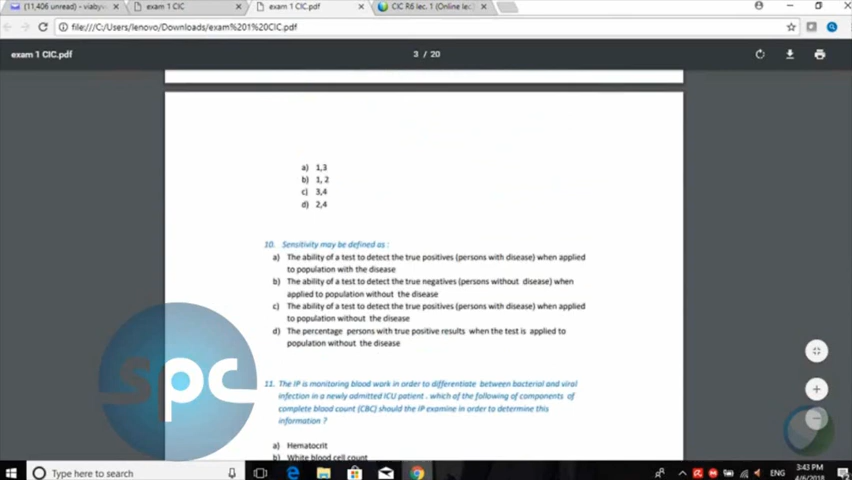 (11,406 unread) - viabyv
exam 1 CIC
exam 1 CIC.pdf
CIC R6 lec. 1 (Online lec
file:///C:/Users/lenovo/Downloads/exam%201%20CIC.pdf
exam 1 CIC.pdf
3 / 20
a) 1,3
b) 1, 2
c) 3,4
d) 2,4
10. Sensitivity may be defined as :
a) The ability of a test to detect the true positives (persons with disease) when applied
to population with the disease
b) The ability of a test to detect the true negatives (persons without disease) when
applied to population without the disease
c) The ability of a test to detect the true positives (persons with disease) when applied
to population without the disease
d) The percentage persons with true positive results when the test is applied to
population without the disease
spc
11. The IP is monitoring blood work in order to differentiate between bacterial and viral
infection in a newly admitted ICU patient . which of the following of components of
complete blood count (CBC) should the IP examine in order to determine this
information ?
a) Hematocrit
b) White blood cell count
Type here to search
ENG
3:43 PM
4/6/2018